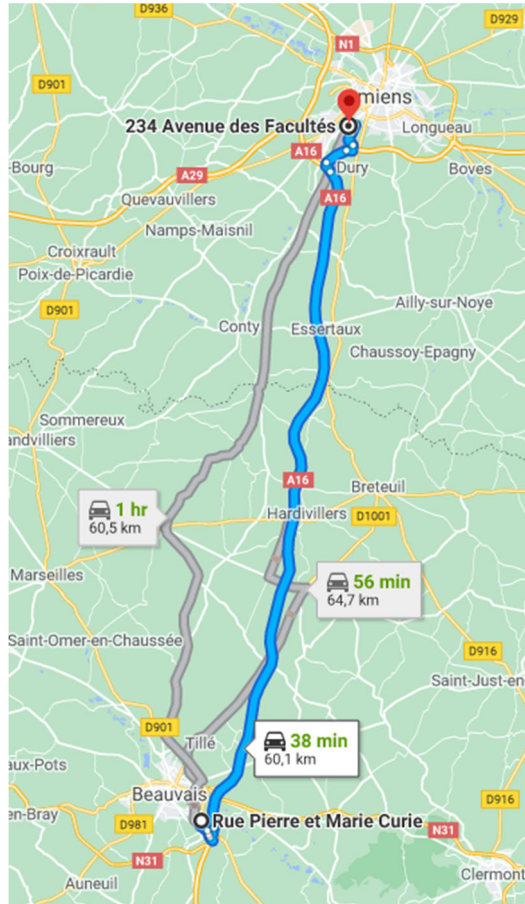 D936
D929
N1
D901
miens
234 Avenue des Facultés
Longueau
A16
Dury
-Bourg
A29
Boves
Quevauvillers
A16
Namps-Maisnil
Croixrault
Poix-de-Picardie
Ailly-sur-Noye
D901
Conty
Essertaux
Chaussoy-Epagny
Sommereux
andvilliers
A16
Breteuil
1 hr
60,5 km
Hardivillers
D1001
Marseilles
56 min
64,7 km
Saint-Omer-en-Chaussée
D916
Saint-Just-en-
D901
Tillé
38 min
60,1 km
aux-Pots
Beauvais
D916
en-Bray
D981
Rue Pierre et Marie Curie
N31
N31
Clermont
Auneuil